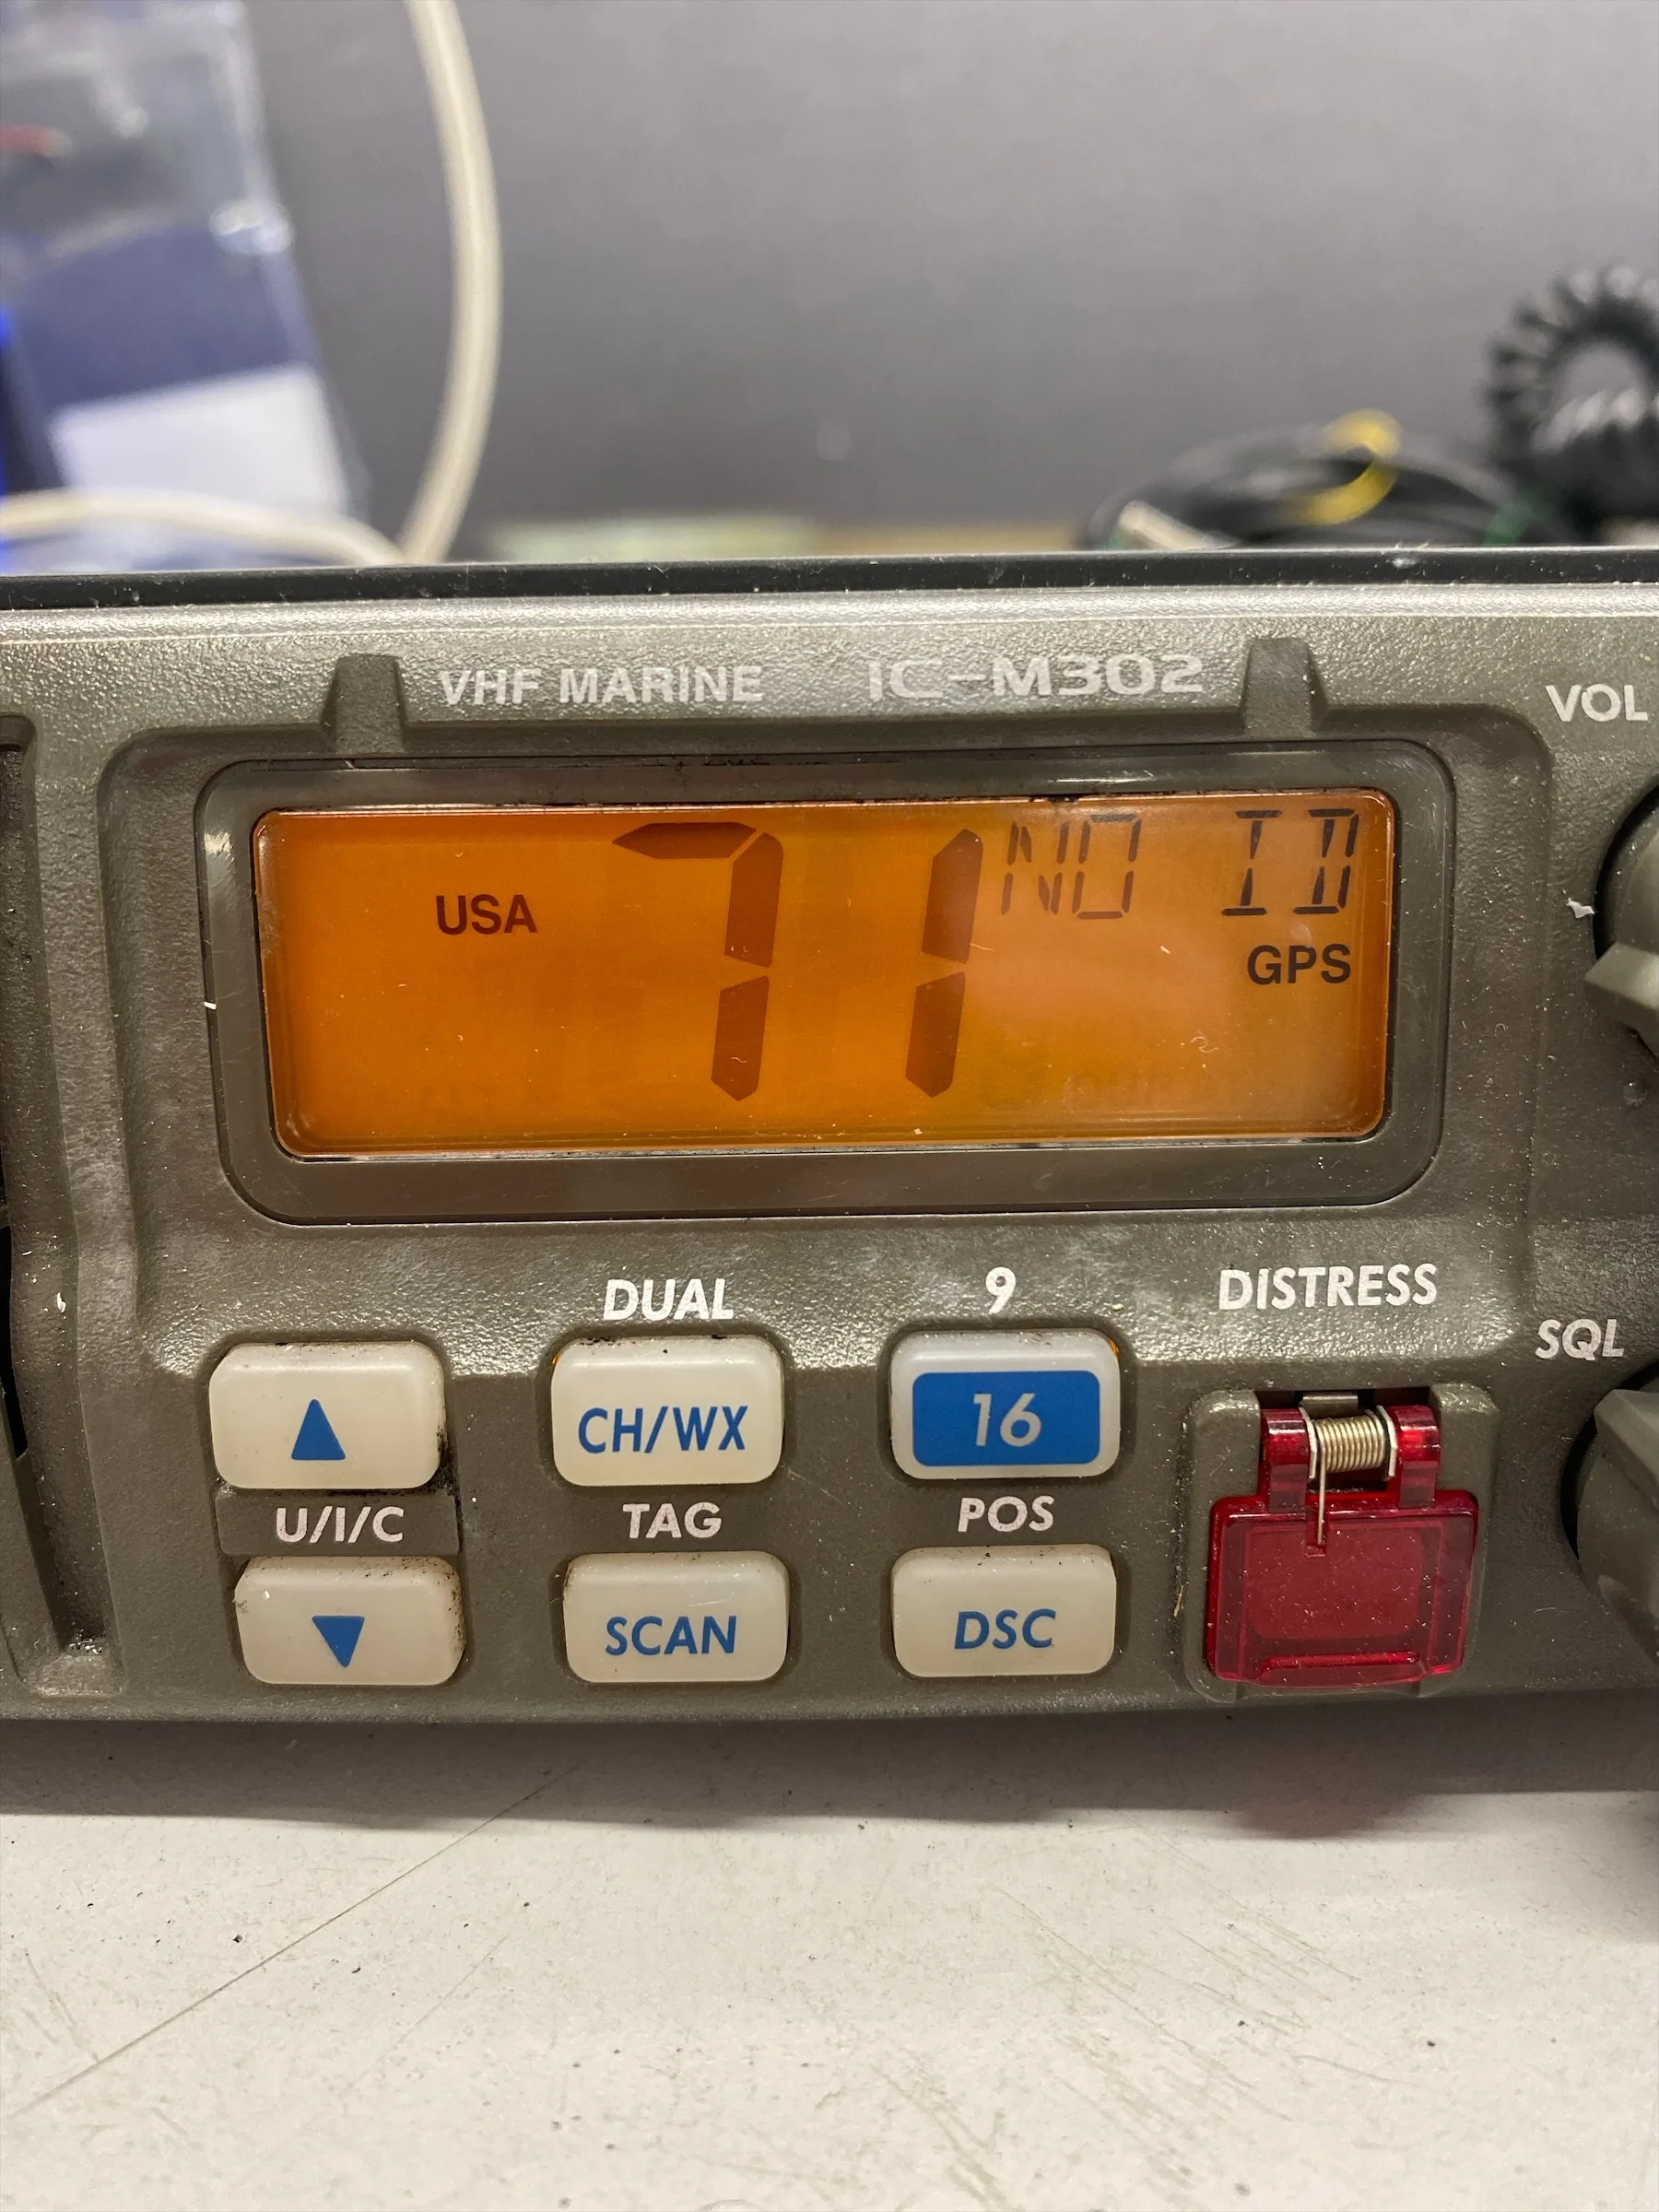 VHF MARINE IC-M302
VOL
USA 71 NO ID
GPS
DUAL 9 DISTRESS
SQL
CH/WX 16
U/I/C TAG POS
SCAN DSC